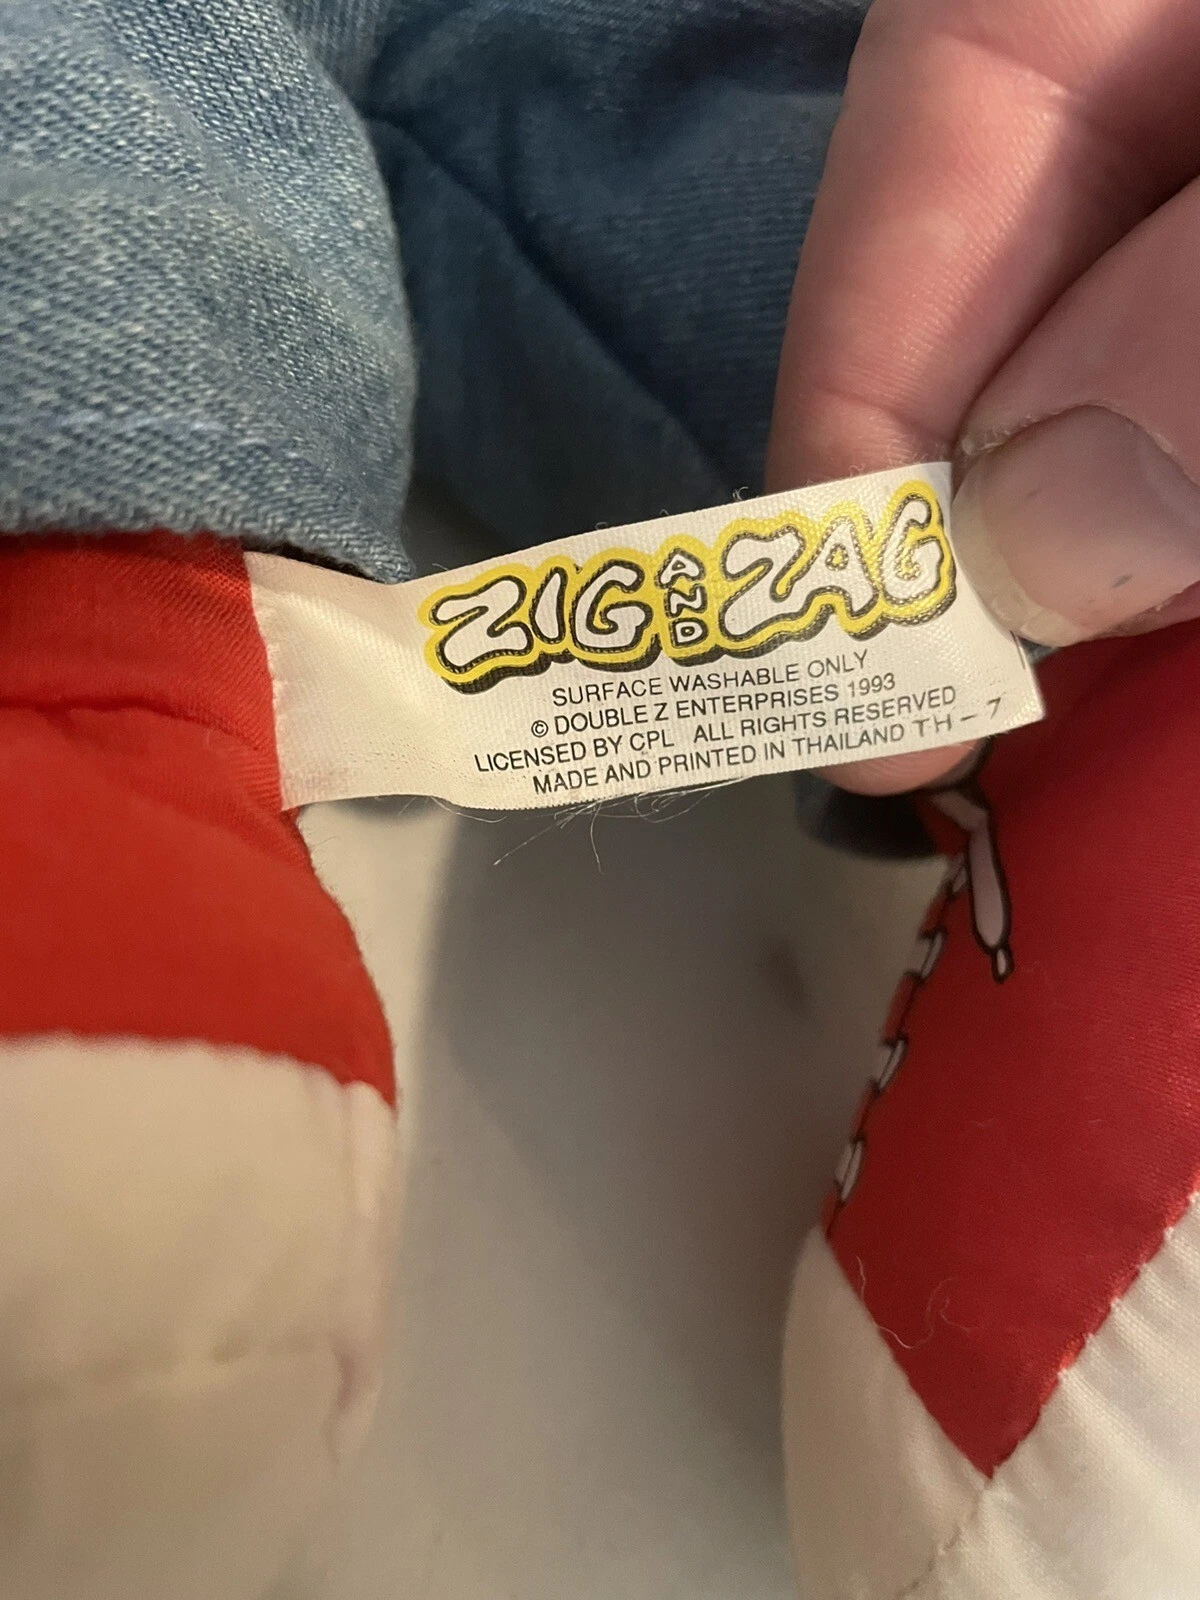 ZIG AND ZAG
SURFACE WASHABLE ONLY
© DOUBLE Z ENTERPRISES 1993
LICENSED BY CPL ALL RIGHTS RESERVED
MADE AND PRINTED IN THAILAND TH - 7